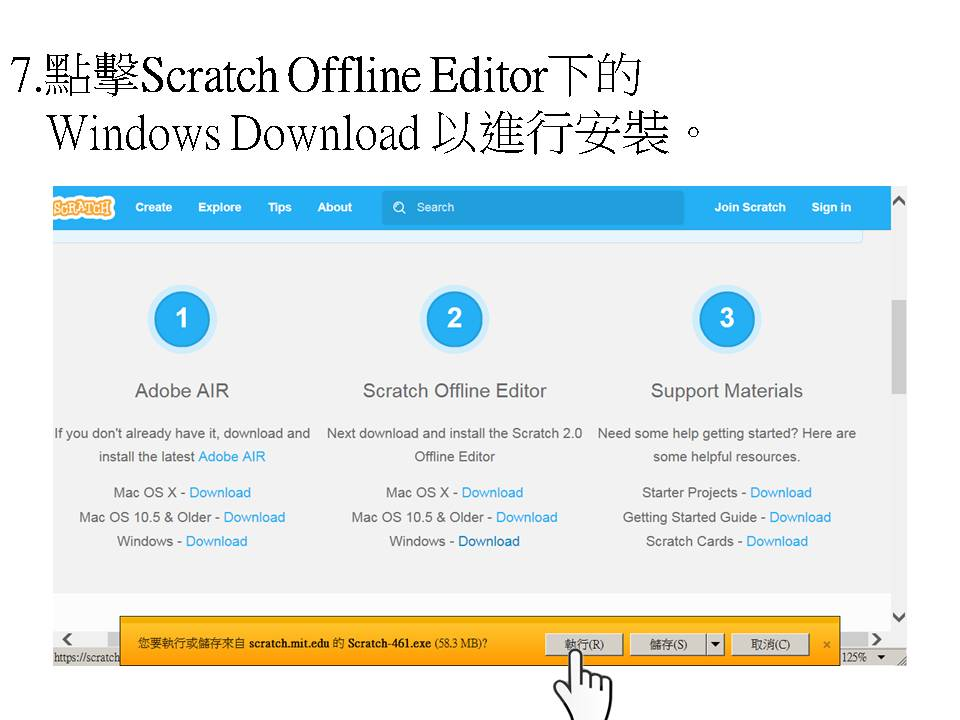 7.點擊Scratch Offline Editor下的
Windows Download 以進行安裝。
SCRATCH Create Explore Tips About Search Join Scratch Sign in
1 2 3
Adobe AIR
If you don't already have it, download and
install the latest Adobe AIR
Mac OS X - Download
Mac OS 10.5 & Older - Download
Windows - Download
Scratch Offline Editor
Next download and install the Scratch 2.0
Offline Editor
Mac OS X - Download
Mac OS 10.5 & Older - Download
Windows - Download
Support Materials
Need some help getting started? Here are
some helpful resources.
Starter Projects - Download
Getting Started Guide - Download
Scratch Cards - Download
您要執行或儲存來自 scratch.mit.edu 的 Scratch-461.exe (58.3 MB)?
執行(R) 儲存(S) 取消(C) ×
https://scratch 125%